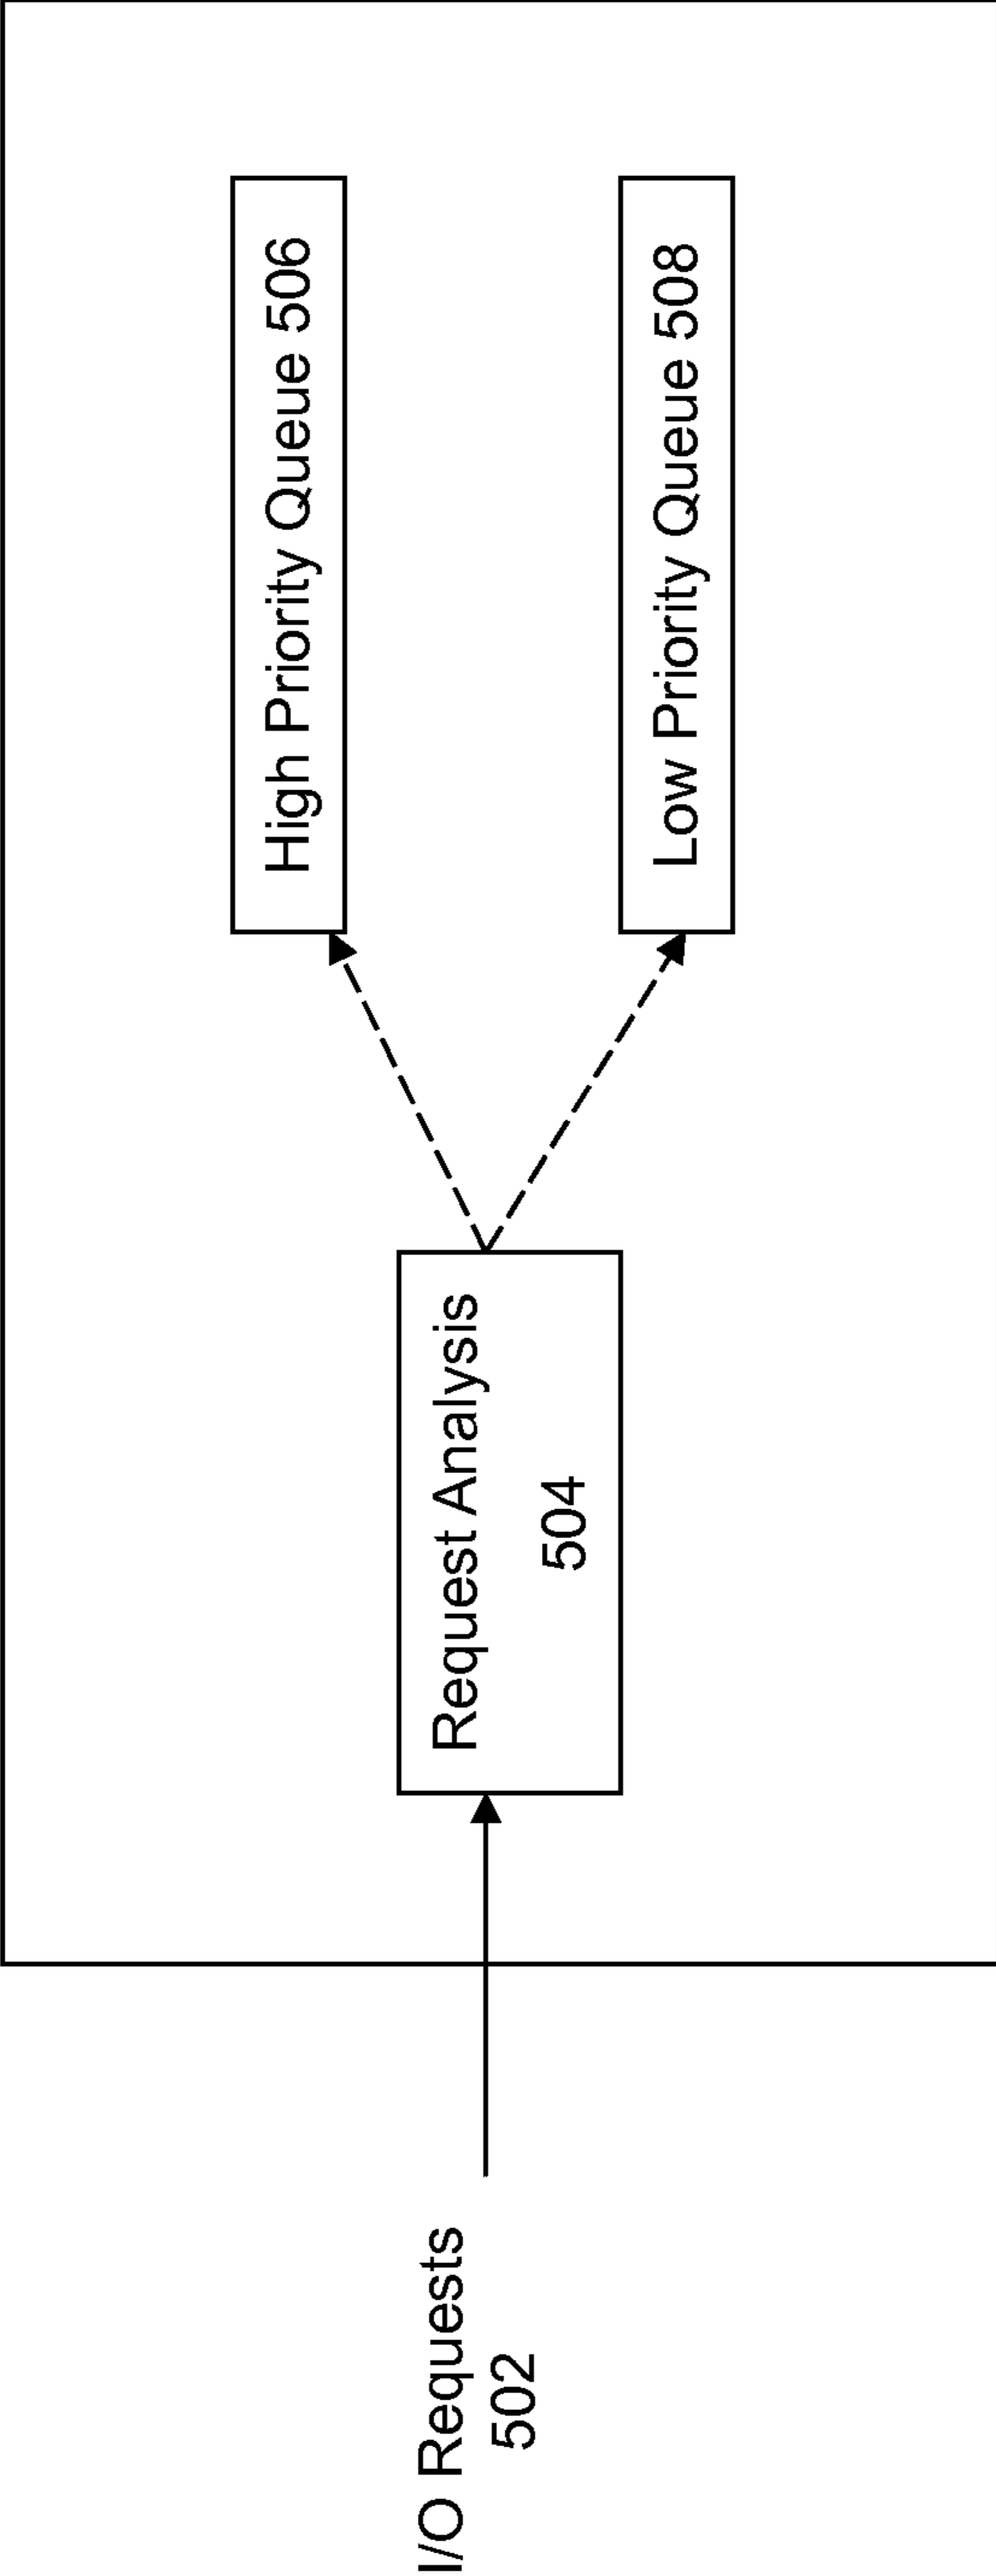 I/O Requests
502
Request Analysis
504
High Priority Queue 506
Low Priority Queue 508